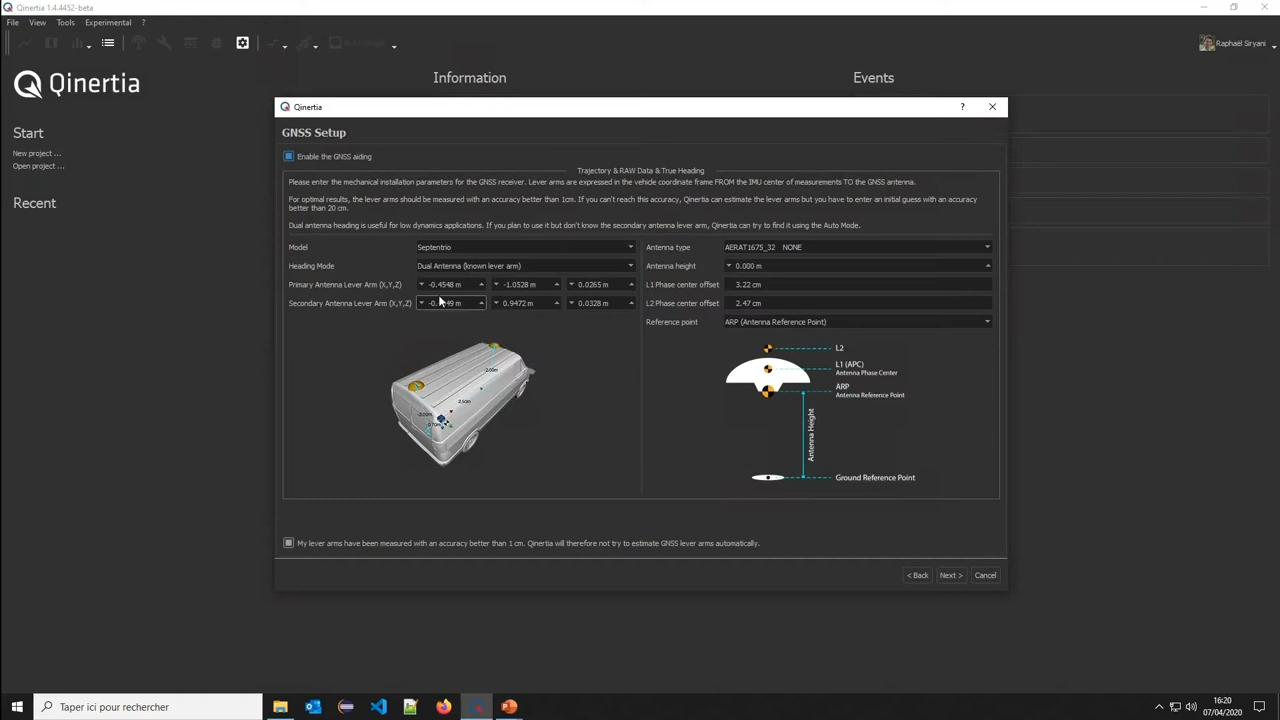 Qinertia 1.4.4452-beta
File View Tools Experimental ?
Raphaël Siryani
Qinertia
Information
Events
Start
New project ...
Open project ...
Recent
Qinertia
?
GNSS Setup
Enable the GNSS aiding
Trajectory & RAW Data & True Heading
Please enter the mechanical installation parameters for the GNSS receiver. Lever arms are expressed in the vehicle coordinate frame FROM the IMU center of measurements TO the GNSS antenna.
For optimal results, the lever arms should be measured with an accuracy better than 1cm. If you can't reach this accuracy, Qinertia can estimate the lever arms but you have to enter an initial guess with an accuracy
better than 20 cm.
Dual antenna heading is useful for low dynamics applications. If you plan to use it but don't know the secondary antenna lever arm, Qinertia can try to find it using the Auto Mode.
Model Septentrio
Heading Mode Dual Antenna (known lever arm)
Primary Antenna Lever Arm (X,Y,Z) -0.4548 m -1.0528 m 0.0265 m
Secondary Antenna Lever Arm (X,Y,Z) 0.9472 m 0.0328 m
Antenna type AERAT1675_32 NONE
Antenna height 0.000 m
L1 Phase center offset 3.22 cm
L2 Phase center offset 2.47 cm
Reference point ARP (Antenna Reference Point)
-2.00m
2.50m
L2
L1 (APC)
Antenna Phase Center
ARP
Antenna Reference Point
Antenna Height
Ground Reference Point
My lever arms have been measured with an accuracy better than 1 cm. Qinertia will therefore not try to estimate GNSS lever arms automatically.
< Back Next > Cancel
Taper ici pour rechercher
16:20
07/04/2020